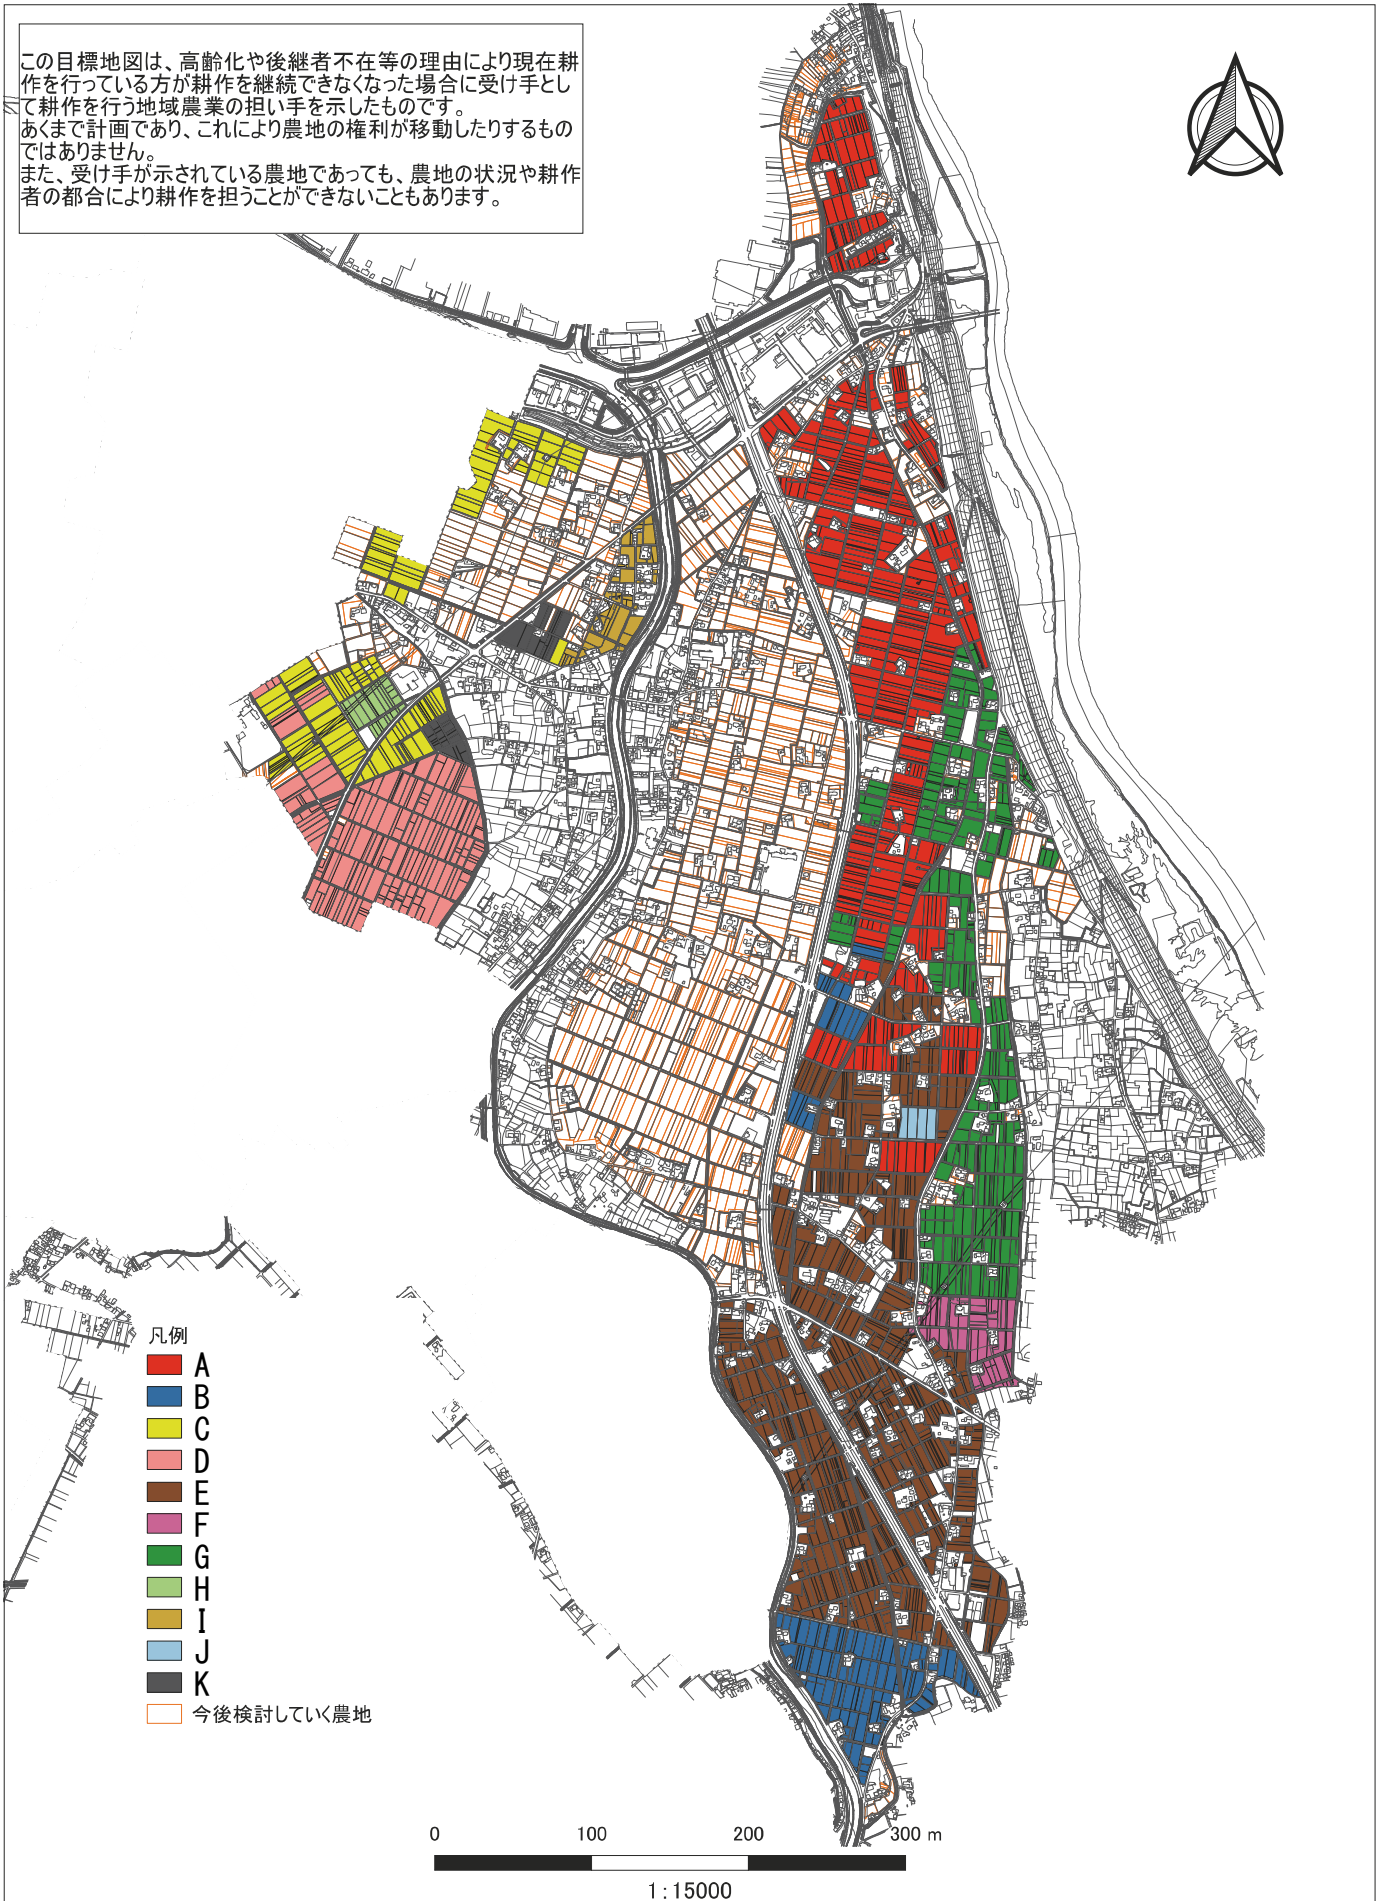 この目標地図は、高齢化や後継者不在等の理由により現在耕
作を行っている方が耕作を継続できなくなった場合に受け手とし
て耕作を行う地域農業の担い手を示したものです。
あくまで計画であり、これにより農地の権利が移動したりするもの
ではありません。
また、受け手が示されている農地であっても、農地の状況や耕作
者の都合により耕作を担うことができないこともあります。
凡例
A
B
C
D
E
F
G
H
I
J
K
今後検討していく農地
0 100 200 300 m
1:15000